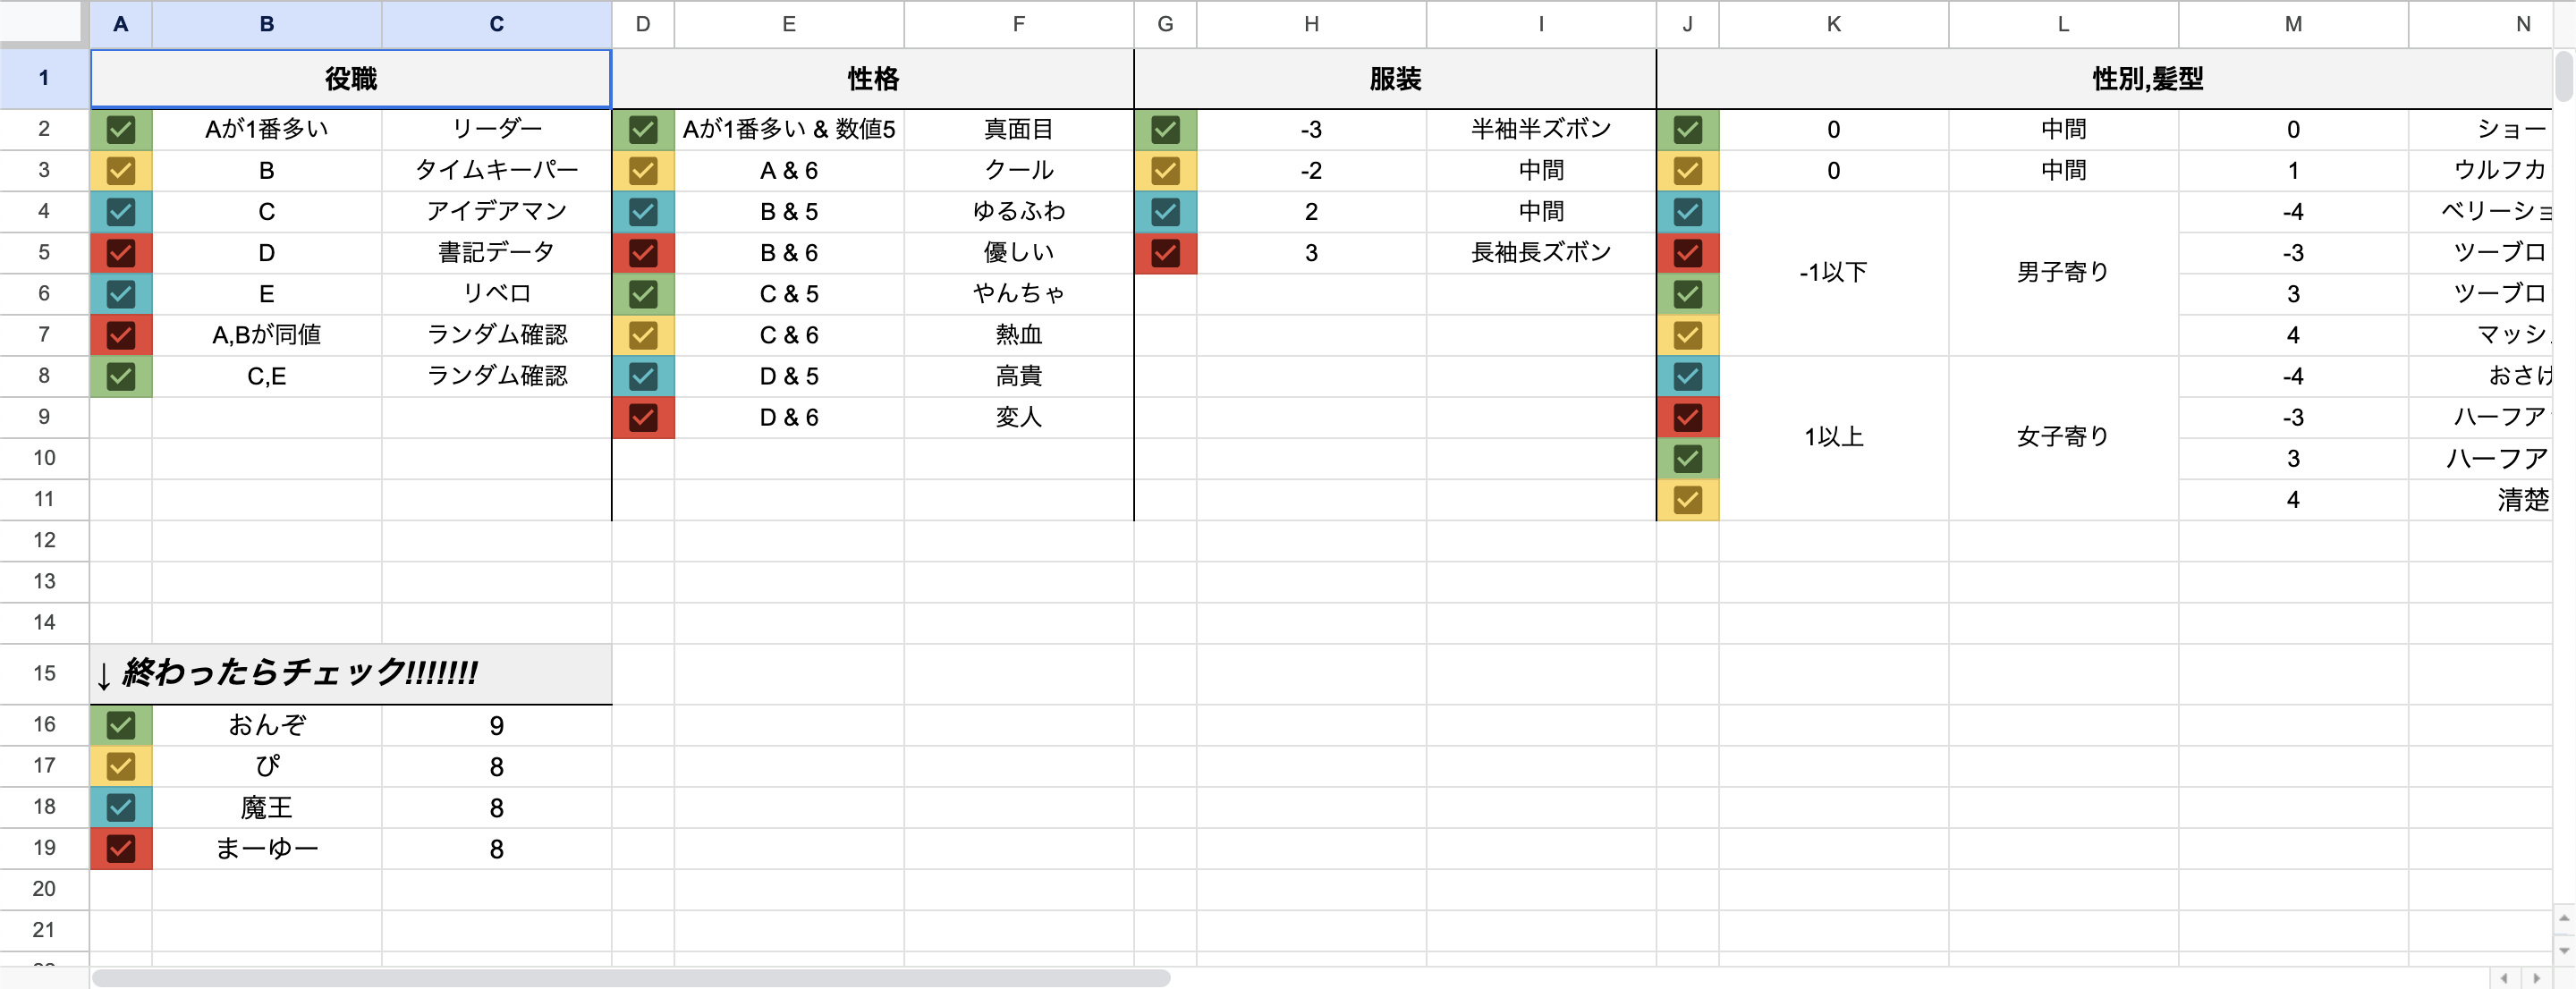 A B C D E F G H I J K L M N
1 役職 性格 服装 性別,髪型
2 Aが1番多い リーダー Aが1番多い & 数値5 真面目 -3 半袖半ズボン 0 中間 0 ショー
3 B タイムキーパー A & 6 クール -2 中間 0 中間 1 ウルフカ
4 C アイデアマン B & 5 ゆるふわ 2 中間 -4 ベリーショ
5 D 書記データ B & 6 優しい 3 長袖長ズボン -3 ツーブロ
-1以下 男子寄り
6 E リベロ C & 5 やんちゃ 3 ツーブロ
7 A,Bが同値 ランダム確認 C & 6 熱血 4 マッシ
8 C,E ランダム確認 D & 5 高貴 -4 おさげ
9 D & 6 変人 -3 ハーフア
1以上 女子寄り
10 3 ハーフア
11 4 清楚
12
13
14
15 ↓ 終わったらチェック!!!!!!!
16 おんぞ 9
17 ぴ 8
18 魔王 8
19 まーゆー 8
20
21